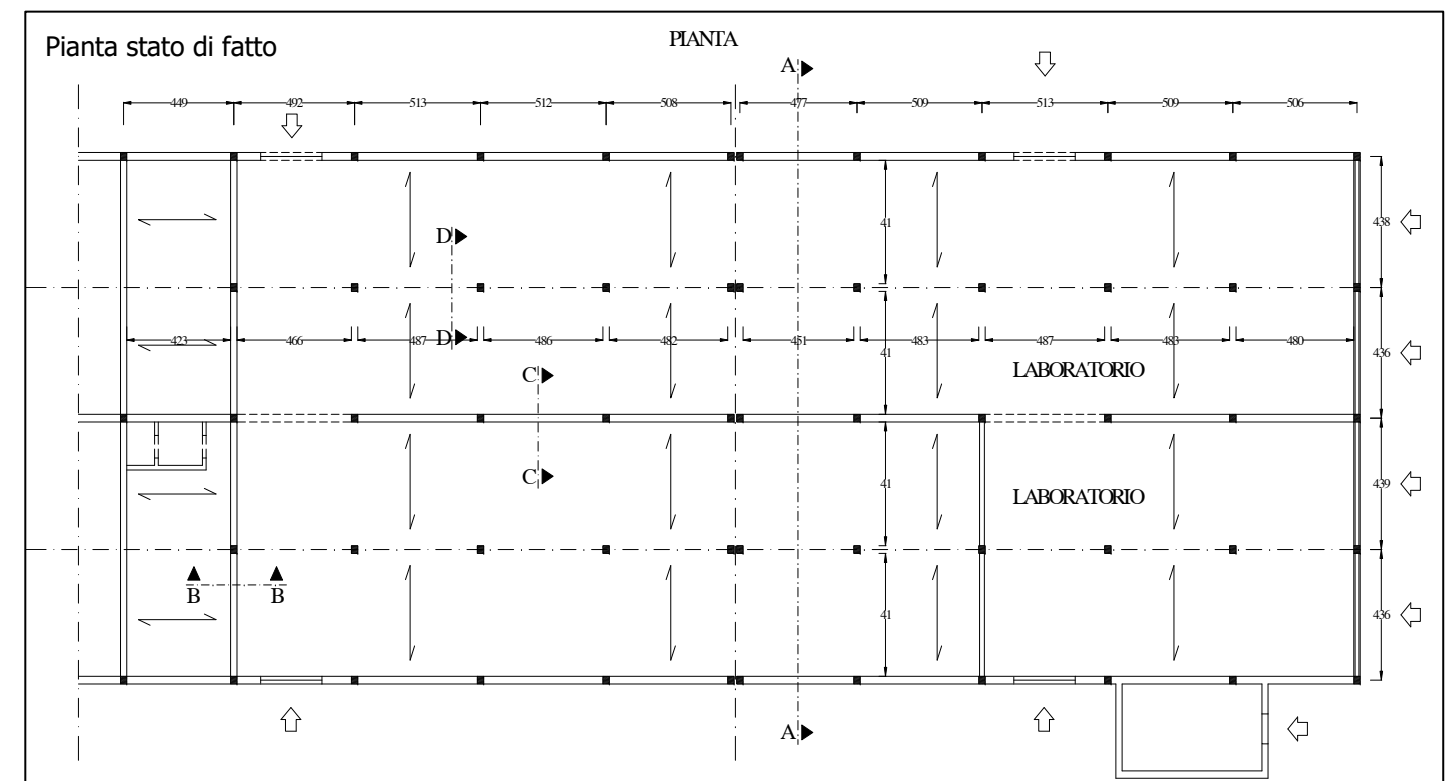 Pianta stato di fatto
PIANTA
A
449 492 513 512 508 477 509 513 509 506
41 438
D
D
423 466 487 486 482 451 483 487 483 480
41 436
C
LABORATORIO
C
41 439
LABORATORIO
B B
41 436
A